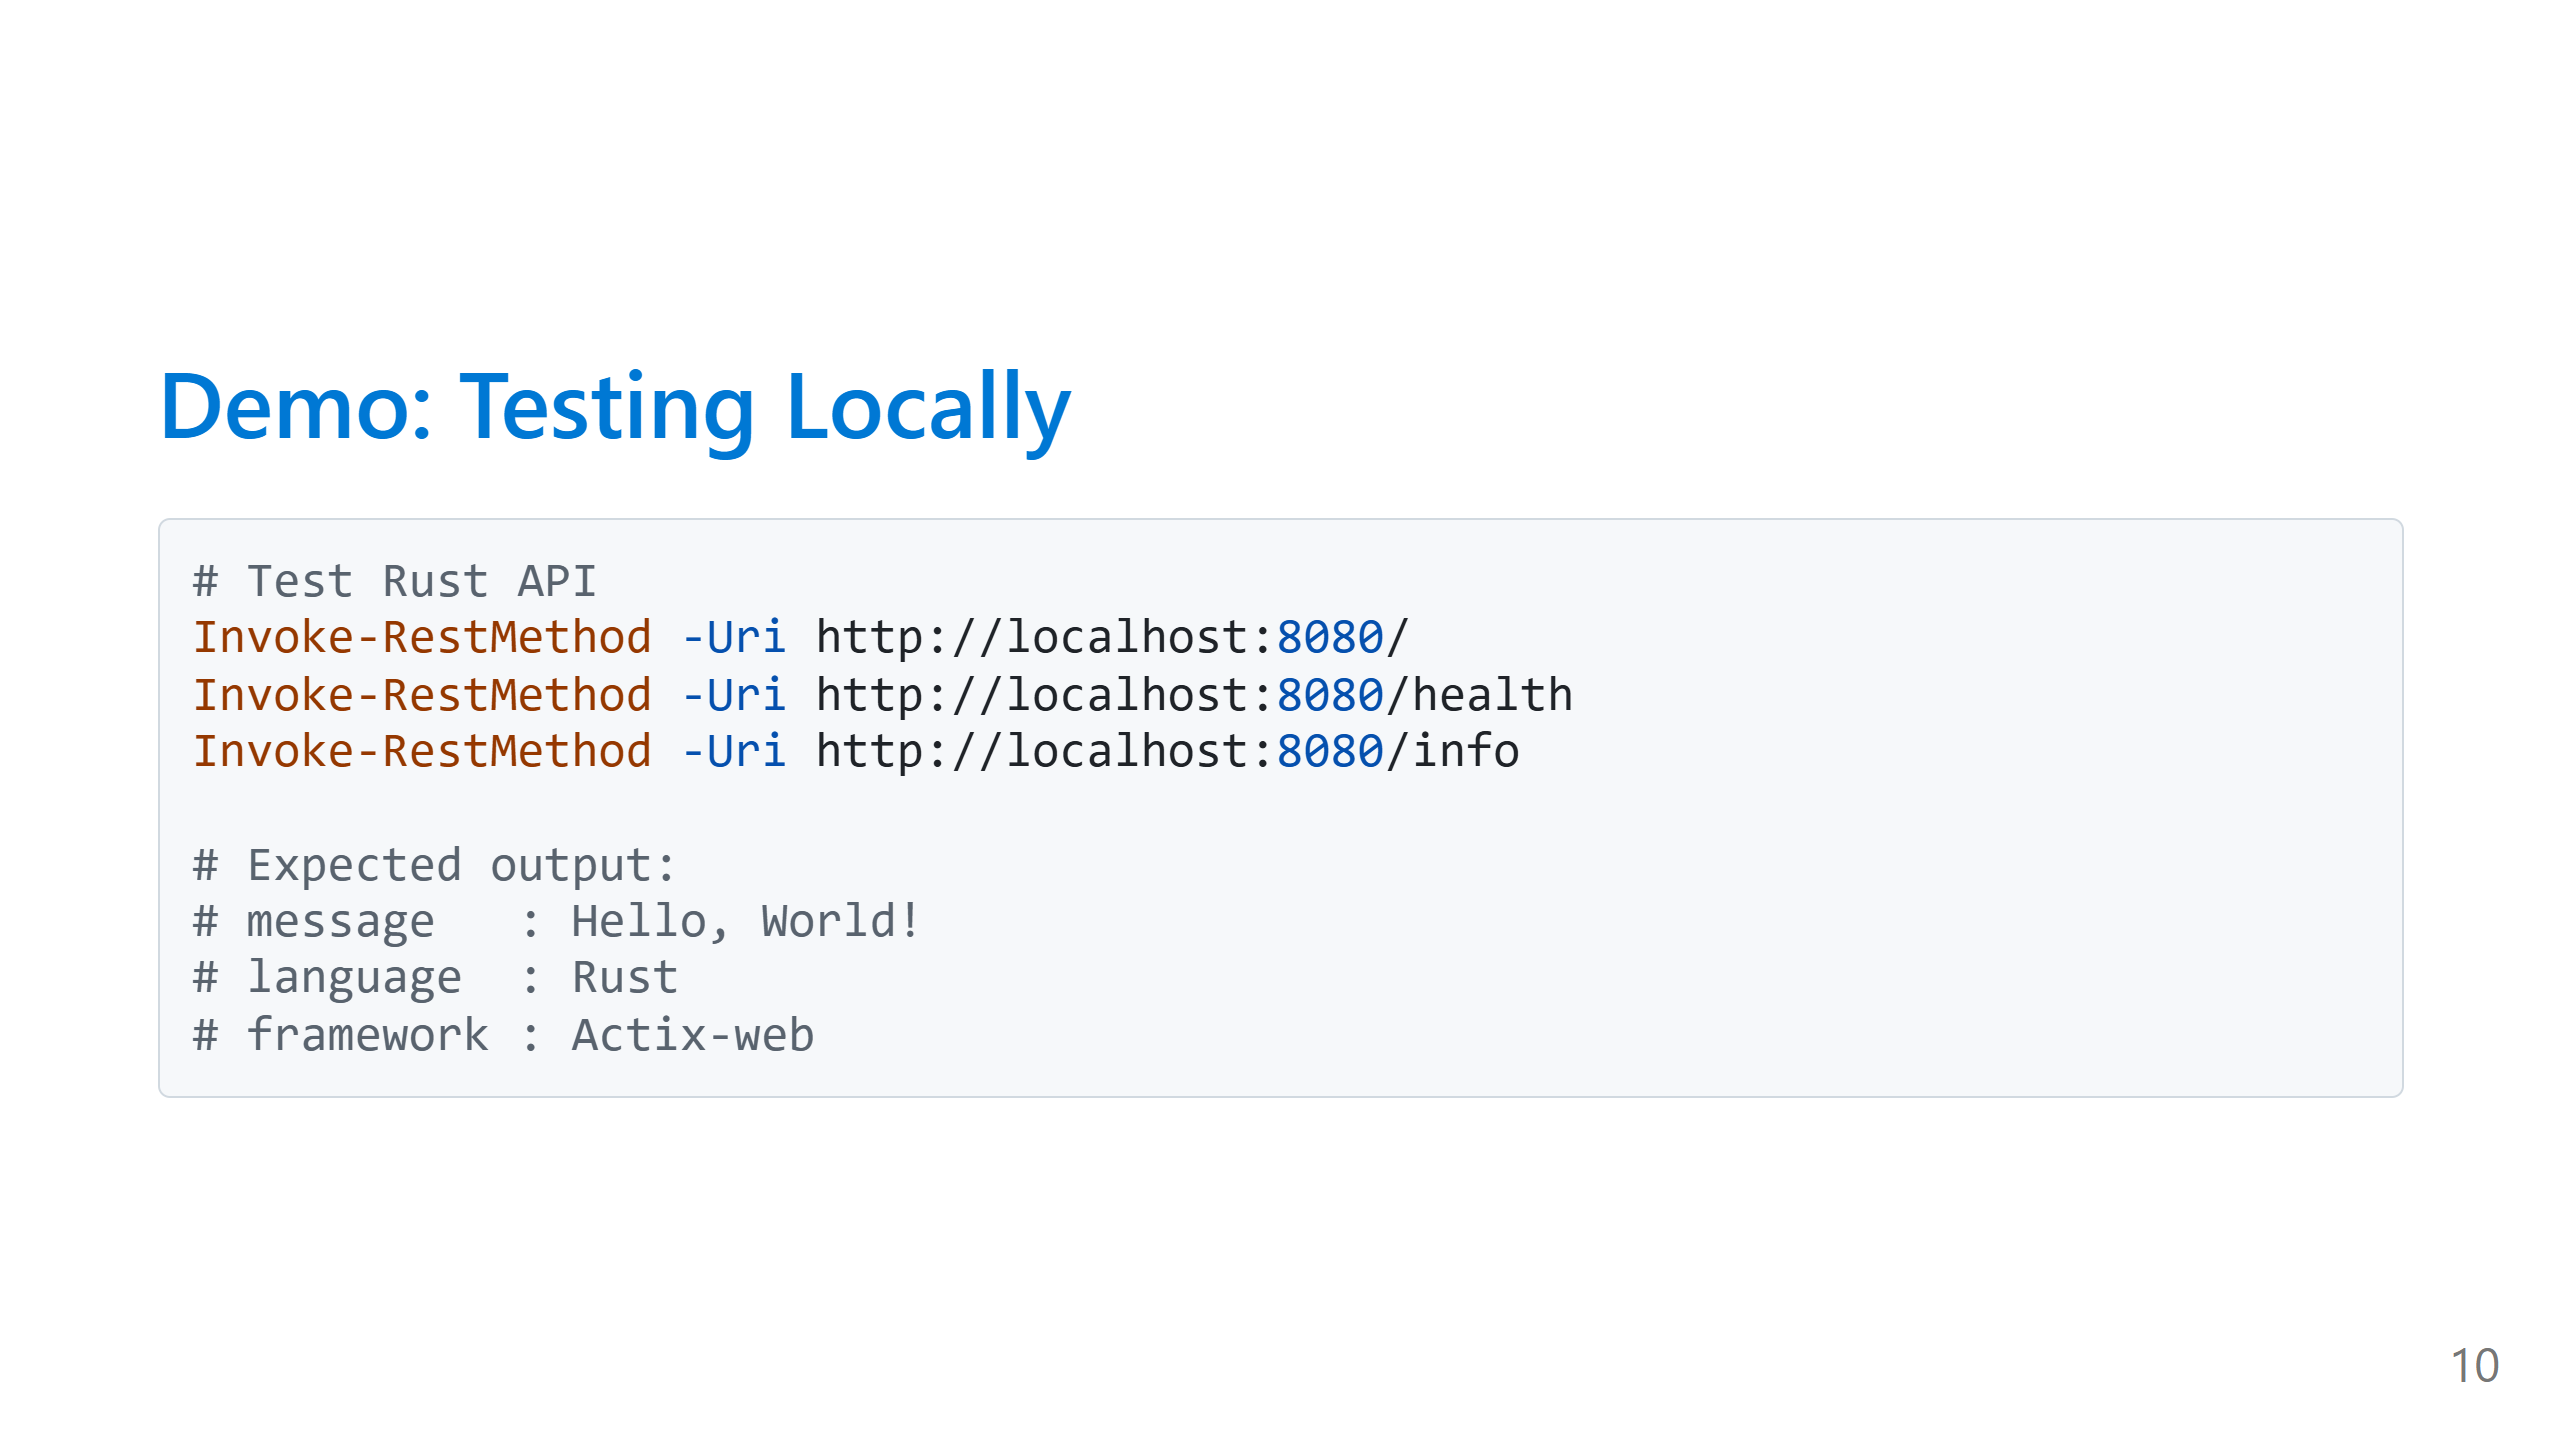 Demo: Testing Locally
# Test Rust API
Invoke-RestMethod -Uri http://localhost:8080/
Invoke-RestMethod -Uri http://localhost:8080/health
Invoke-RestMethod -Uri http://localhost:8080/info
# Expected output:
# message   : Hello, World!
# language  : Rust
# framework : Actix-web
10